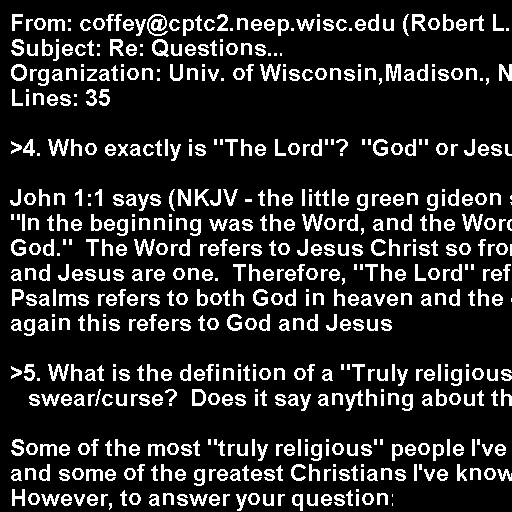 From: coffey@cptc2.neep.wisc.edu (Robert L.
Subject: Re: Questions...
Organization: Univ. of Wisconsin,Madison., N
Lines: 35
>4. Who exactly is "The Lord"?  "God" or Jesu
John 1:1 says (NKJV - the little green gideon
"In the beginning was the Word, and the Word
God."  The Word refers to Jesus Christ so from
and Jesus are one.  Therefore, "The Lord" ref
Psalms refers to both God in heaven and the
again this refers to God and Jesus
>5. What is the definition of a "Truly religious
swear/curse?  Does it say anything about th
Some of the most "truly religious" people I've
and some of the greatest Christians I've know
However, to answer your question: